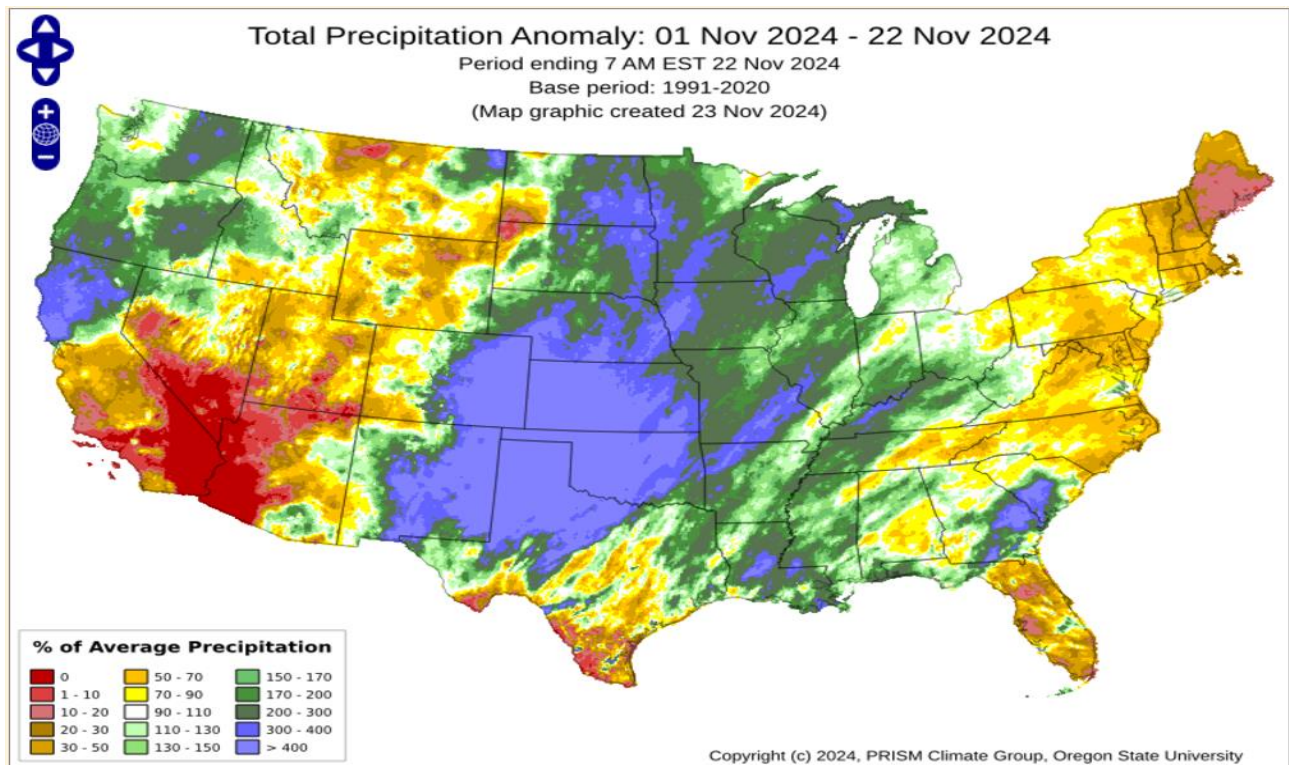 Total Precipitation Anomaly: 01 Nov 2024 - 22 Nov 2024
Period ending 7 AM EST 22 Nov 2024
Base period: 1991-2020
(Map graphic created 23 Nov 2024)
% of Average Precipitation
0
1 - 10
10 - 20
20 - 30
30 - 50
50 - 70
70 - 90
90 - 110
110 - 130
130 - 150
150 - 170
170 - 200
200 - 300
300 - 400
> 400
Copyright (c) 2024, PRISM Climate Group, Oregon State University